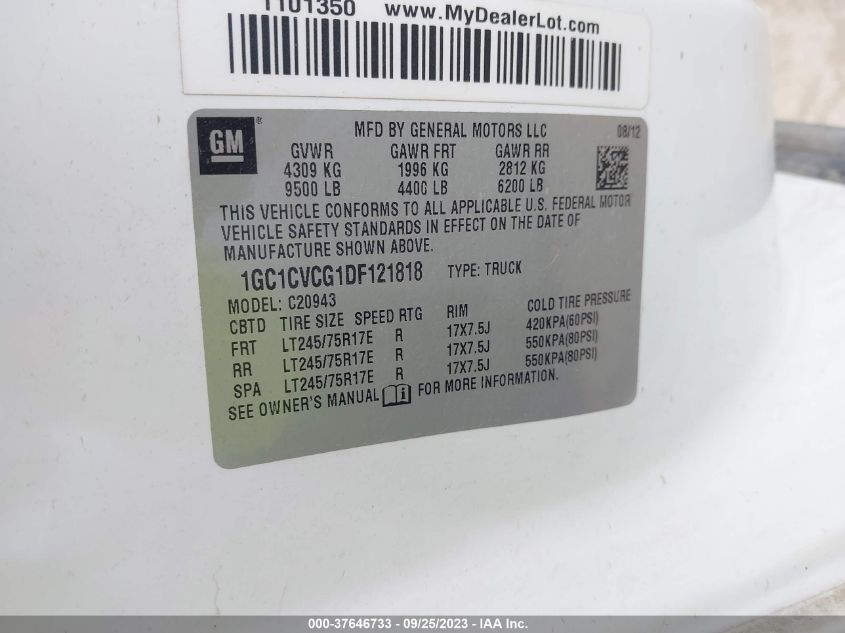 1101350 www.MyDealerLot.com
GM ®
MFD BY GENERAL MOTORS LLC 08/12
GVWR GAWR FRT GAWR RR
4309 KG 1996 KG 2812 KG
9500 LB 4400 LB 6200 LB
THIS VEHICLE CONFORMS TO ALL APPLICABLE U.S. FEDERAL MOTOR
VEHICLE SAFETY STANDARDS IN EFFECT ON THE DATE OF
MANUFACTURE SHOWN ABOVE.
1GC1CVCG1DF121818 TYPE: TRUCK
MODEL: C20943
CBTD TIRE SIZE SPEED RTG RIM COLD TIRE PRESSURE
FRT LT245/75R17E R 17X7.5J 420KPA(60PSI)
RR LT245/75R17E R 17X7.5J 550KPA(80PSI)
SPA LT245/75R17E R 17X7.5J 550KPA(80PSI)
SEE OWNER'S MANUAL i FOR MORE INFORMATION.
000-37646733 - 09/25/2023 - IAA Inc.